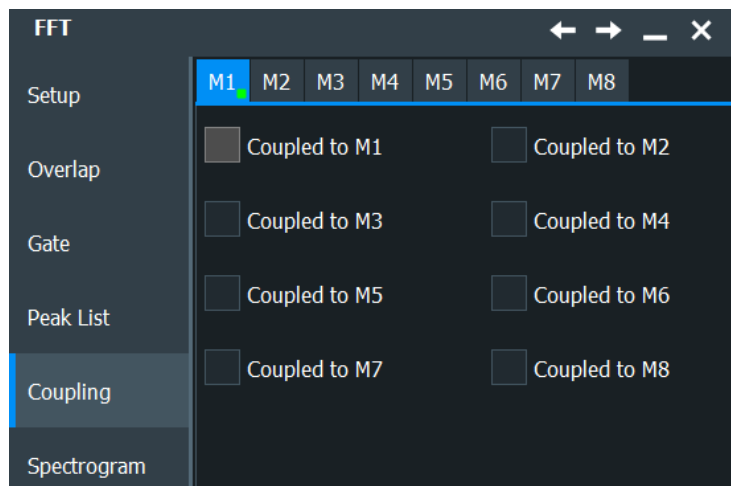 FFT
Setup
Overlap
Gate
Peak List
Coupling
Spectrogram
M1 M2 M3 M4 M5 M6 M7 M8
Coupled to M1 Coupled to M2
Coupled to M3 Coupled to M4
Coupled to M5 Coupled to M6
Coupled to M7 Coupled to M8